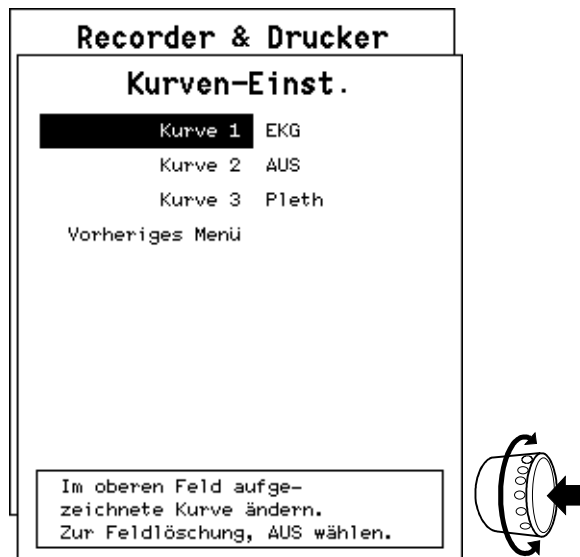 Recorder & Drucker
Kurven-Einst.
Kurve 1 EKG
Kurve 2 AUS
Kurve 3 Pleth
Vorheriges Menü
Im oberen Feld aufge-
zeichnete Kurve ändern.
Zur Feldlöschung, AUS wählen.